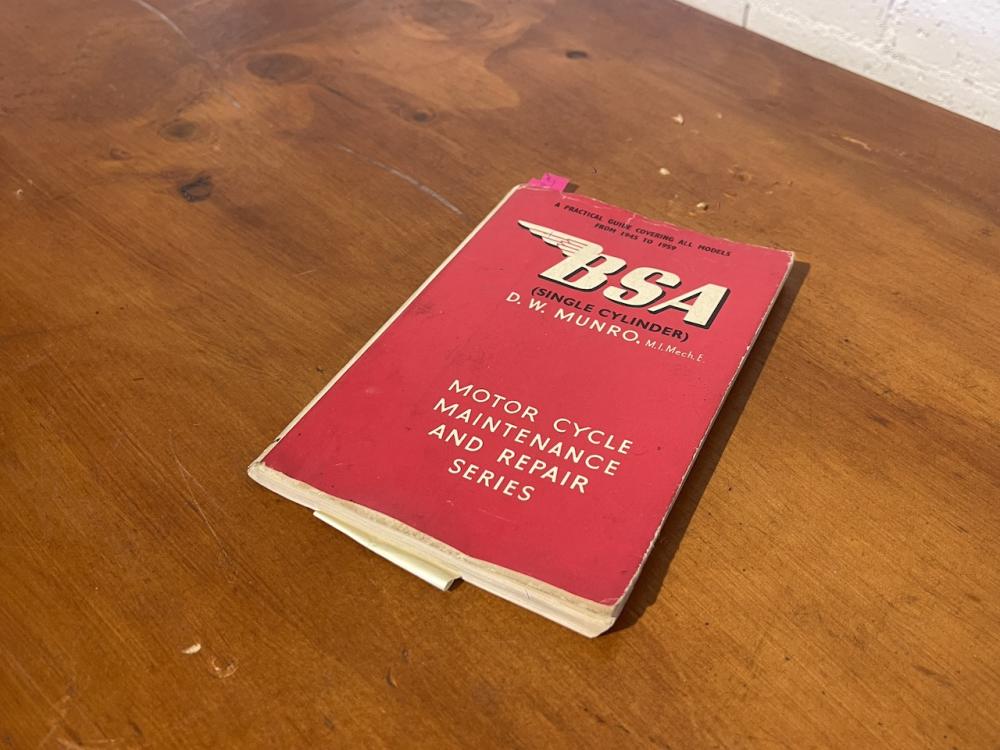 A PRACTICAL GUIDE COVERING ALL MODELS
FROM 1945 TO 1959
BSA
(SINGLE CYLINDER)
D. W. MUNRO, M.I.Mech.E.
MOTOR CYCLE
MAINTENANCE
AND REPAIR
SERIES